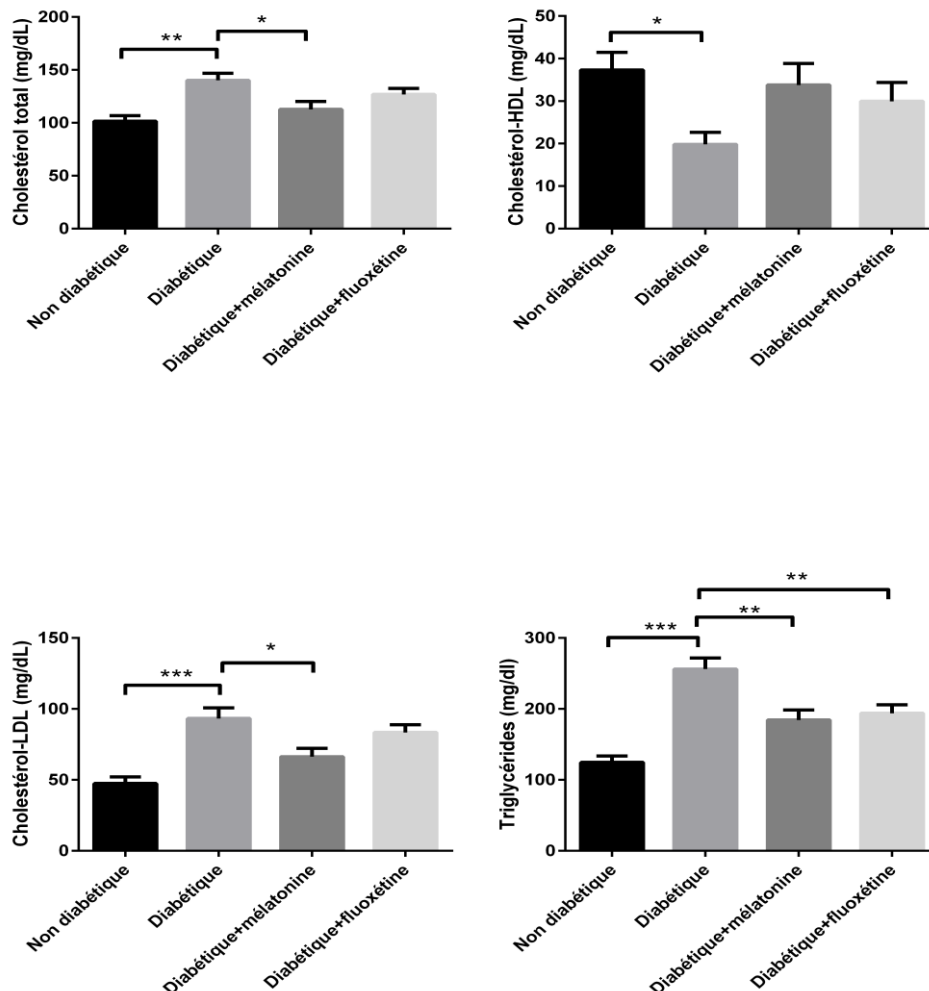 Cholestérol total (mg/dL)
200
150
100
50
0
**
*
Non diabétique
Diabétique
Diabétique+mélatonine
Diabétique+fluoxétine
Cholestérol-HDL (mg/dL)
50
40
30
20
10
0
*
Non diabétique
Diabétique
Diabétique+mélatonine
Diabétique+fluoxétine
Cholestérol-LDL (mg/dL)
150
100
50
0
***
*
Non diabétique
Diabétique
Diabétique+mélatonine
Diabétique+fluoxétine
Triglycérides (mg/dl)
300
200
100
0
***
**
**
Non diabétique
Diabétique
Diabétique+mélatonine
Diabétique+fluoxétine